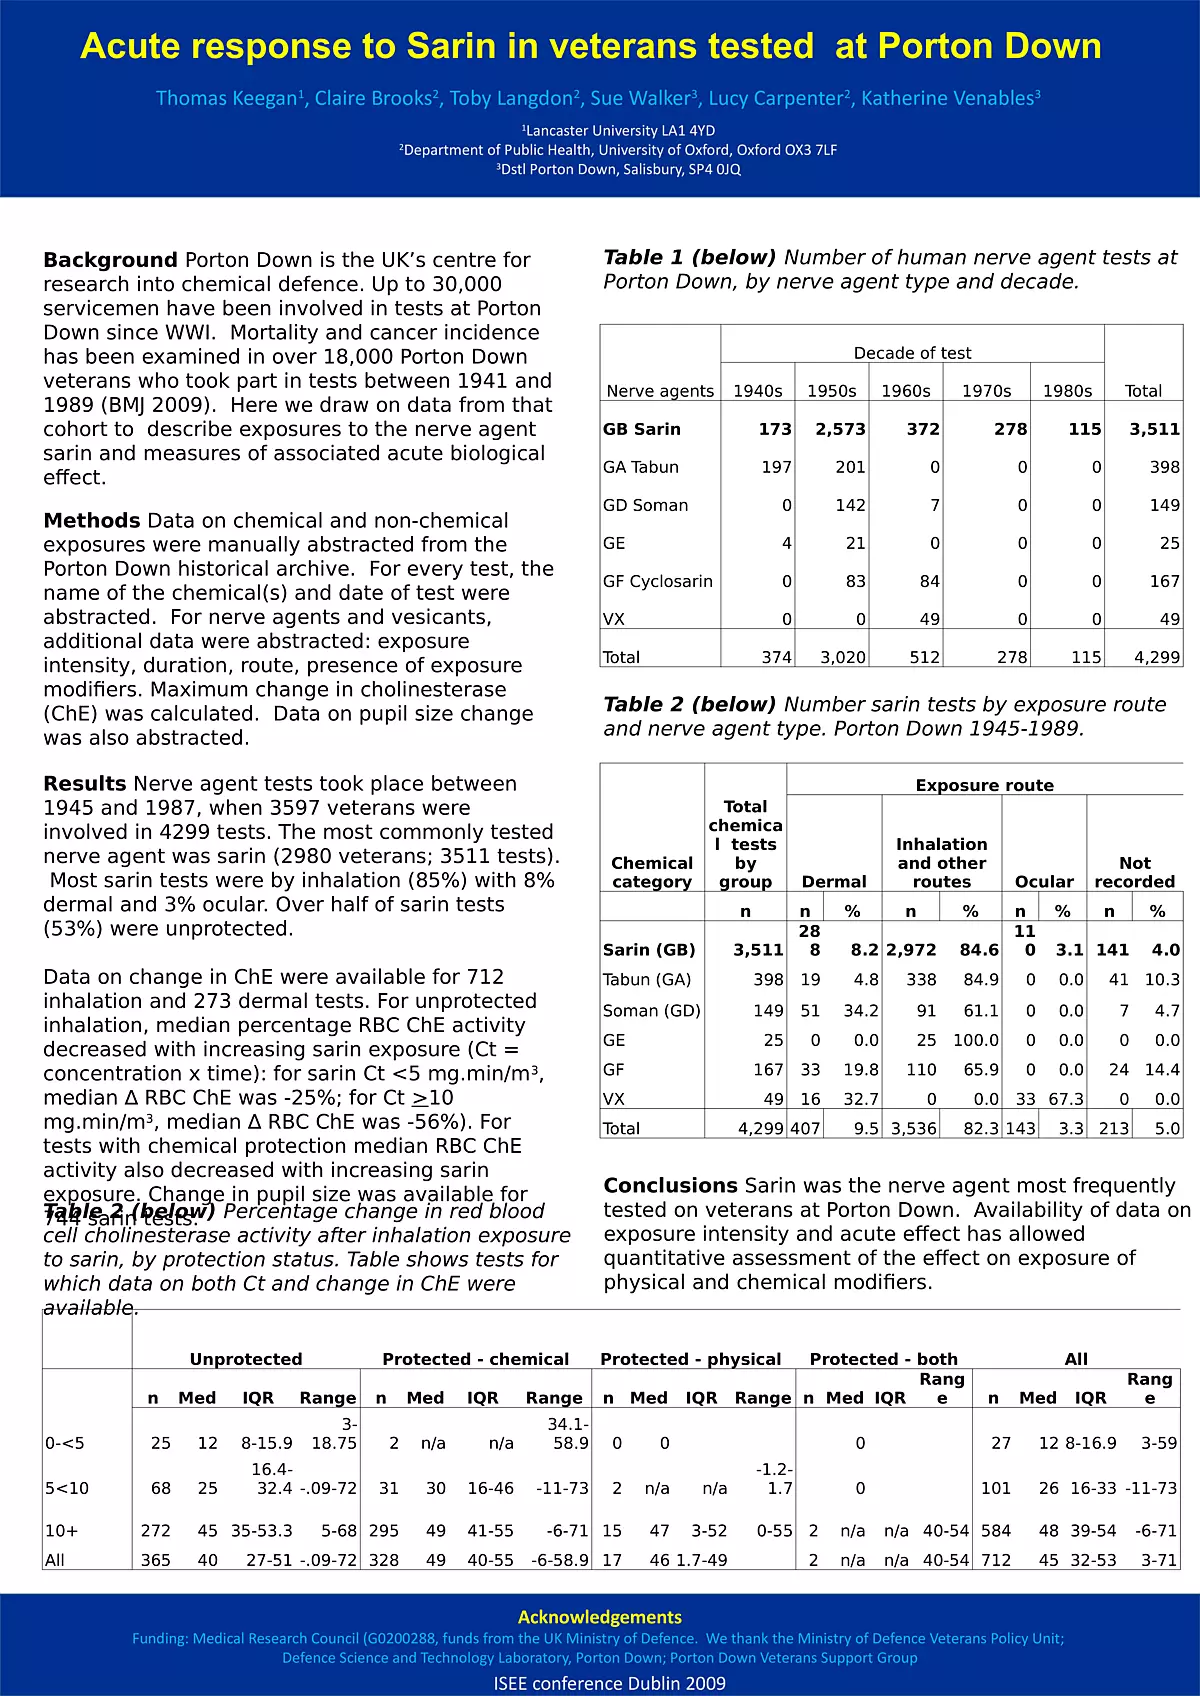 Acute response to Sarin in veterans tested  at Porton Down
Thomas Keegan¹, Claire Brooks², Toby Langdon², Sue Walker³, Lucy Carpenter², Katherine Venables³
¹Lancaster University LA1 4YD
²Department of Public Health, University of Oxford, Oxford OX3 7LF
³Dstl Porton Down, Salisbury, SP4 0JQ
Background Porton Down is the UK’s centre for
research into chemical defence. Up to 30,000
servicemen have been involved in tests at Porton
Down since WWI.  Mortality and cancer incidence
has been examined in over 18,000 Porton Down
veterans who took part in tests between 1941 and
1989 (BMJ 2009).  Here we draw on data from that
cohort to  describe exposures to the nerve agent
sarin and measures of associated acute biological
effect.
Methods Data on chemical and non-chemical
exposures were manually abstracted from the
Porton Down historical archive.  For every test, the
name of the chemical(s) and date of test were
abstracted.  For nerve agents and vesicants,
additional data were abstracted: exposure
intensity, duration, route, presence of exposure
modifiers. Maximum change in cholinesterase
(ChE) was calculated.  Data on pupil size change
was also abstracted.
Results Nerve agent tests took place between
1945 and 1987, when 3597 veterans were
involved in 4299 tests. The most commonly tested
nerve agent was sarin (2980 veterans; 3511 tests).
Most sarin tests were by inhalation (85%) with 8%
dermal and 3% ocular. Over half of sarin tests
(53%) were unprotected.
Data on change in ChE were available for 712
inhalation and 273 dermal tests. For unprotected
inhalation, median percentage RBC ChE activity
decreased with increasing sarin exposure (Ct =
concentration x time): for sarin Ct <5 mg.min/m³,
median Δ RBC ChE was -25%; for Ct >10
mg.min/m³, median Δ RBC ChE was -56%). For
tests with chemical protection median RBC ChE
activity also decreased with increasing sarin
exposure. Change in pupil size was available for
744 sarin tests.
Table 1 (below) Number of human nerve agent tests at
Porton Down, by nerve agent type and decade.
Decade of test
Nerve agents 1940s 1950s 1960s 1970s 1980s Total
GB Sarin 173 2,573 372 278 115 3,511
GA Tabun 197 201 0 0 0 398
GD Soman 0 142 7 0 0 149
GE 4 21 0 0 0 25
GF Cyclosarin 0 83 84 0 0 167
VX 0 0 49 0 0 49
Total 374 3,020 512 278 115 4,299
Table 2 (below) Number sarin tests by exposure route
and nerve agent type. Porton Down 1945-1989.
Exposure route
Total
chemica
l  tests
by
group
Chemical
category
Dermal
Inhalation
and other
routes
Ocular
Not
recorded
n n % n % n % n %
Sarin (GB) 3,511 288 8.2 2,972 84.6 110 3.1 141 4.0
Tabun (GA) 398 19 4.8 338 84.9 0 0.0 41 10.3
Soman (GD) 149 51 34.2 91 61.1 0 0.0 7 4.7
GE 25 0 0.0 25 100.0 0 0.0 0 0.0
GF 167 33 19.8 110 65.9 0 0.0 24 14.4
VX 49 16 32.7 0 0.0 33 67.3 0 0.0
Total 4,299 407 9.5 3,536 82.3 143 3.3 213 5.0
Conclusions Sarin was the nerve agent most frequently
tested on veterans at Porton Down.  Availability of data on
exposure intensity and acute effect has allowed
quantitative assessment of the effect on exposure of
physical and chemical modifiers.
Table 2 (below) Percentage change in red blood
cell cholinesterase activity after inhalation exposure
to sarin, by protection status. Table shows tests for
which data on both Ct and change in ChE were
available.
Unprotected Protected - chemical Protected - physical Protected - both All
n Med IQR Range n Med IQR Range n Med IQR Range n Med IQR Range n Med IQR Range
0-<5 25 12 8-15.9 3-18.75 2 n/a n/a 34.1-58.9 0 0 0 27 12 8-16.9 3-59
5<10 68 25 16.4-32.4 -.09-72 31 30 16-46 -11-73 2 n/a n/a -1.2-1.7 0 101 26 16-33 -11-73
10+ 272 45 35-53.3 5-68 295 49 41-55 -6-71 15 47 3-52 0-55 2 n/a n/a 40-54 584 48 39-54 -6-71
All 365 40 27-51 -.09-72 328 49 40-55 -6-58.9 17 46 1.7-49 2 n/a n/a 40-54 712 45 32-53 3-71
Acknowledgements
Funding: Medical Research Council (G0200288, funds from the UK Ministry of Defence.  We thank the Ministry of Defence Veterans Policy Unit;
Defence Science and Technology Laboratory, Porton Down; Porton Down Veterans Support Group
ISEE conference Dublin 2009